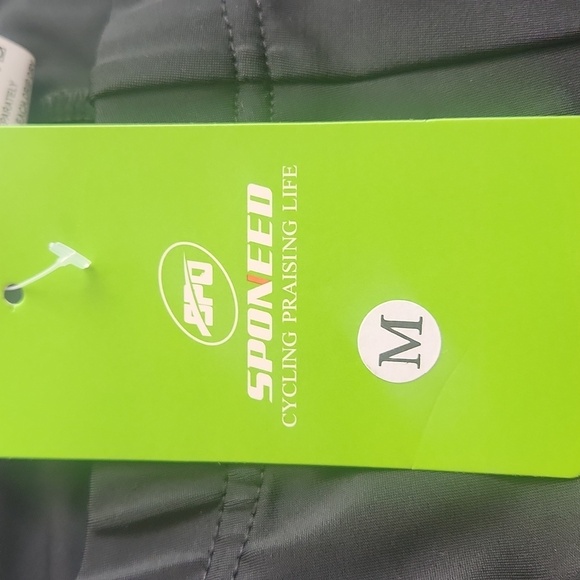 SPO
SPONEED
CYCLING PRAISING LIFE
M